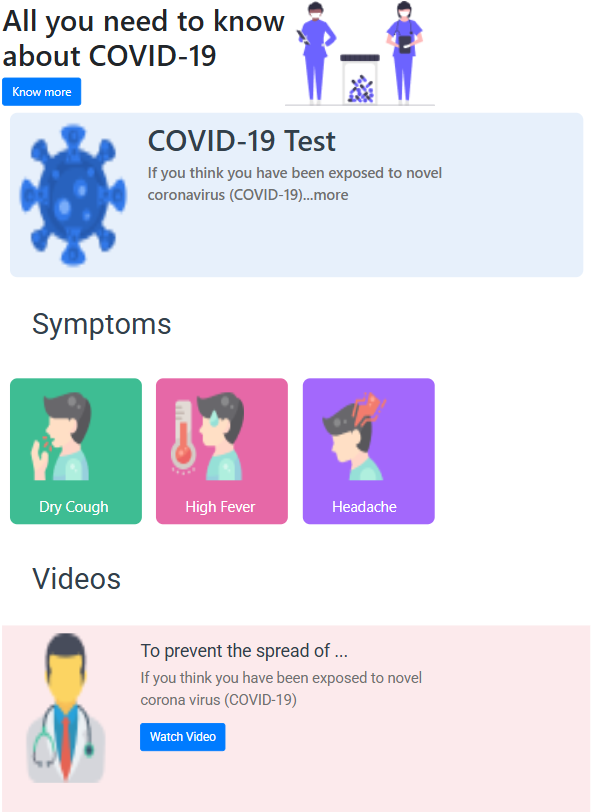 All you need to know
about COVID-19
Know more
COVID-19 Test
If you think you have been exposed to novel
coronavirus (COVID-19)...more
Symptoms
Dry Cough
High Fever
Headache
Videos
To prevent the spread of ...
If you think you have been exposed to novel
corona virus (COVID-19)
Watch Video